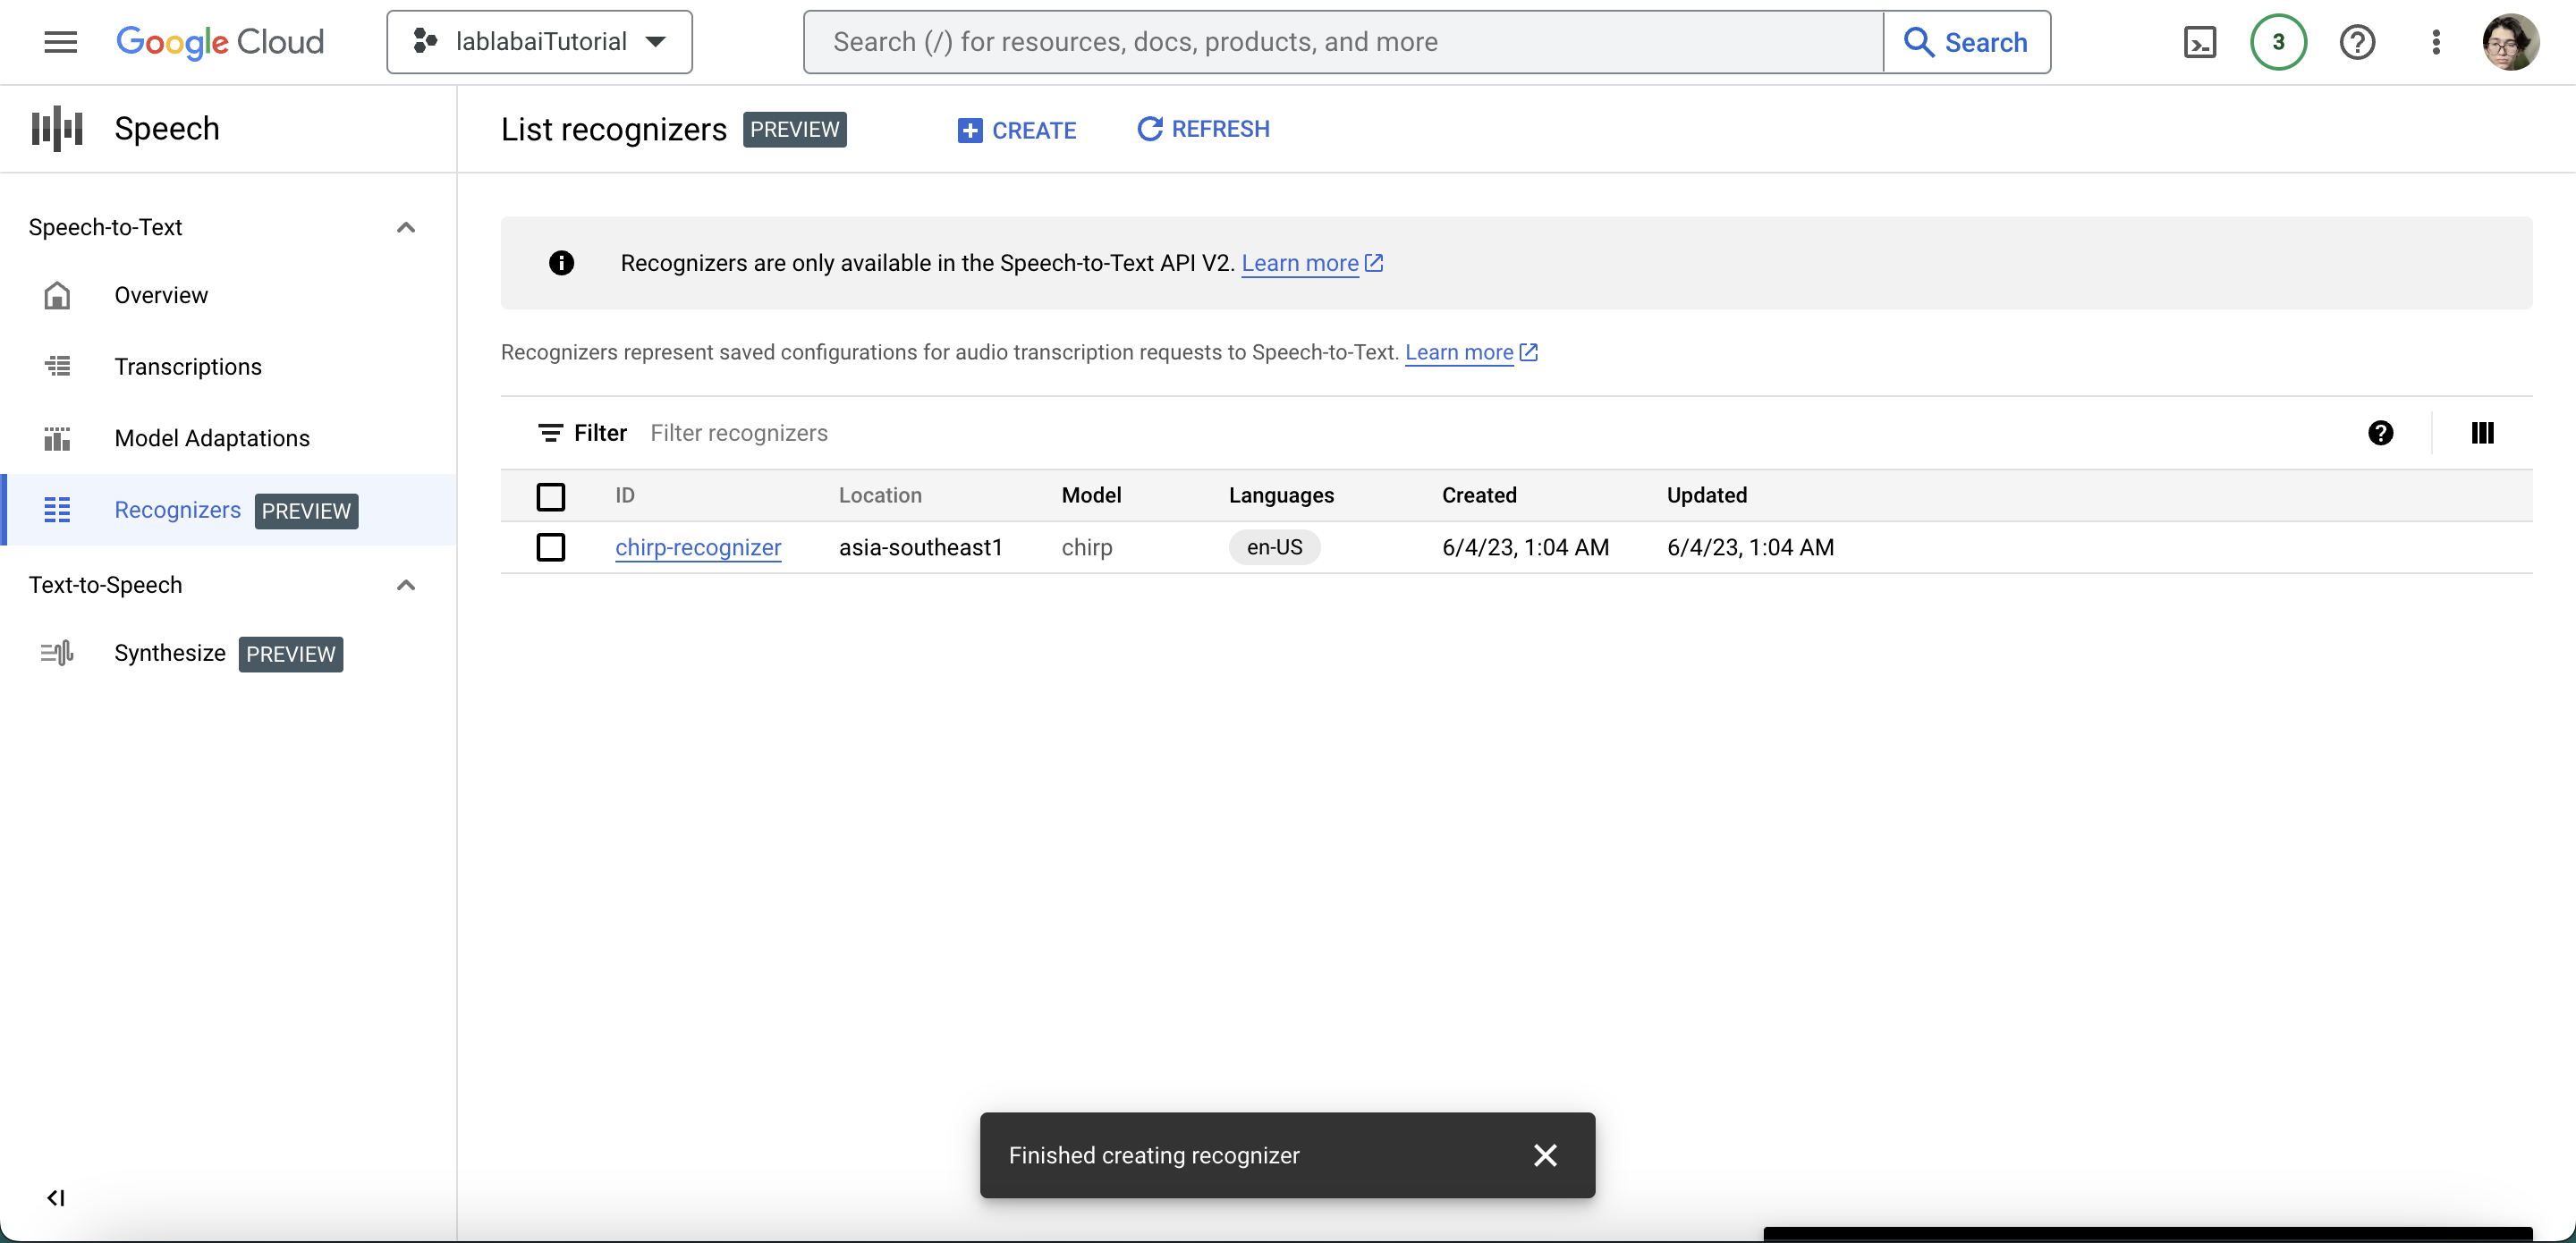 Google Cloud
lablabaiTutorial
Search (/) for resources, docs, products, and more
Search
3
Speech
List recognizers PREVIEW
CREATE
REFRESH
Speech-to-Text
Overview
Transcriptions
Model Adaptations
Recognizers PREVIEW
Text-to-Speech
Synthesize PREVIEW
Recognizers are only available in the Speech-to-Text API V2. Learn more
Recognizers represent saved configurations for audio transcription requests to Speech-to-Text. Learn more
Filter Filter recognizers
ID Location Model Languages Created Updated
chirp-recognizer asia-southeast1 chirp en-US 6/4/23, 1:04 AM 6/4/23, 1:04 AM
Finished creating recognizer